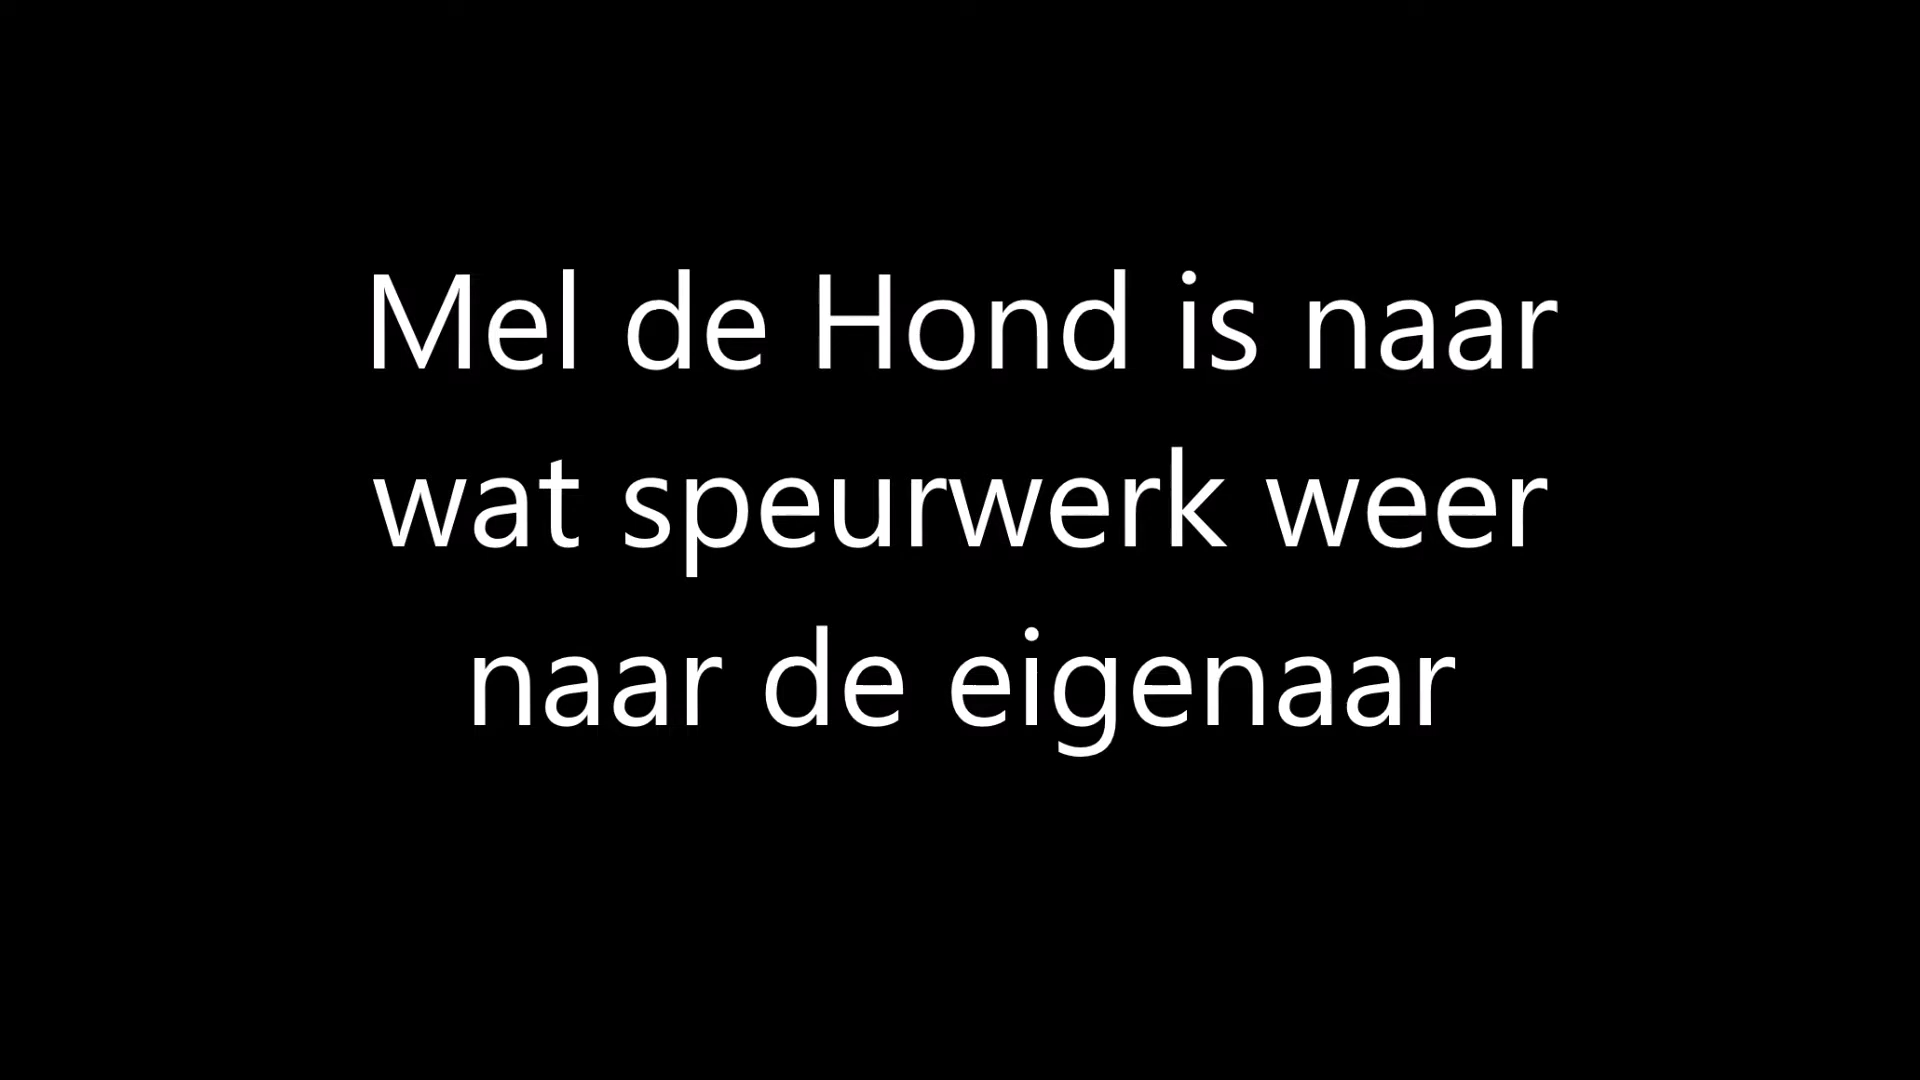 Mel de Hond is naar
wat speurwerk weer
naar de eigenaar